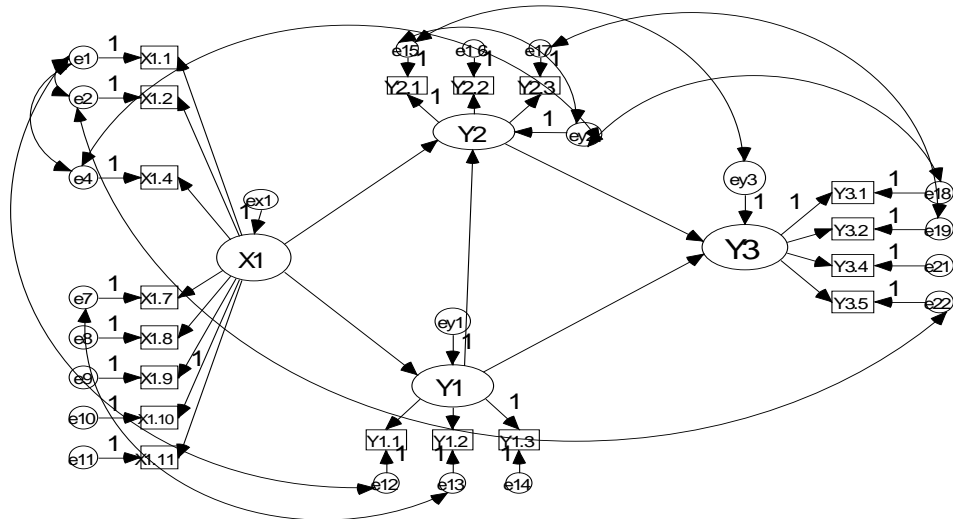 e1 1 X1.1
e2 1 X1.2
e4 1 X1.4
e7 1 X1.7
e8 1 X1.8
e9 1 X1.9 1
e10 1 X1.10
e11 1 X1.11
ex1
1
X1
e15 e16 e17
1 1 1
Y2.1 Y2.2 Y2.3
1
Y2 1
ey1
1
Y1
1
Y1.1 Y1.2 Y1.3
1 1 1
e12 e13 e14
ey3
1
Y3
1
Y3.1 1 e18
Y3.2 1 e19
Y3.4 1 e21
Y3.5 1 e22